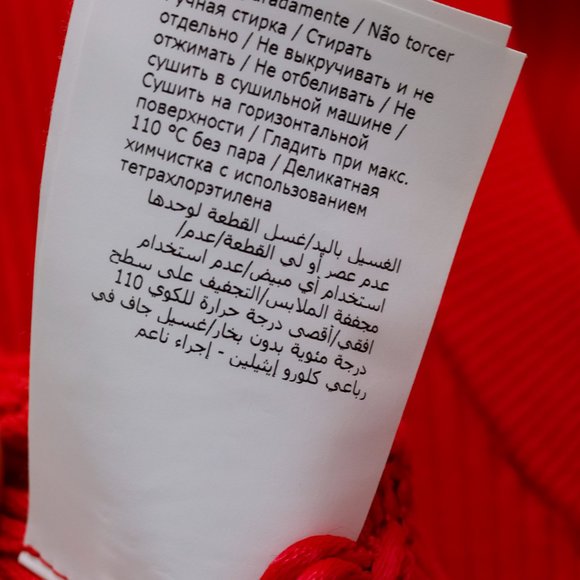 aradamente / Não torcer
Ручная стирка / Стирать
отдельно / Не выкручивать и не
отжимать / Не отбеливать / Не
сушить в сушильной машине /
Сушить на горизонтальной
поверхности / Гладить при макс.
110 °C без пара / Деликатная
химчистка с использованием
тетрахлорэтилена
الغسيل باليد/غسل القطعة لوحدها
/عدم عصر أو لي القطعة/عدم
استخدام أي مبيض/عدم استخدام
مجففة الملابس/التجفيف على سطح
افقي/أقصى درجة حرارة للكوي 110
درجة مئوية بدون بخار/غسيل جاف في
رباعي كلورو إيثيلين - إجراء ناعم